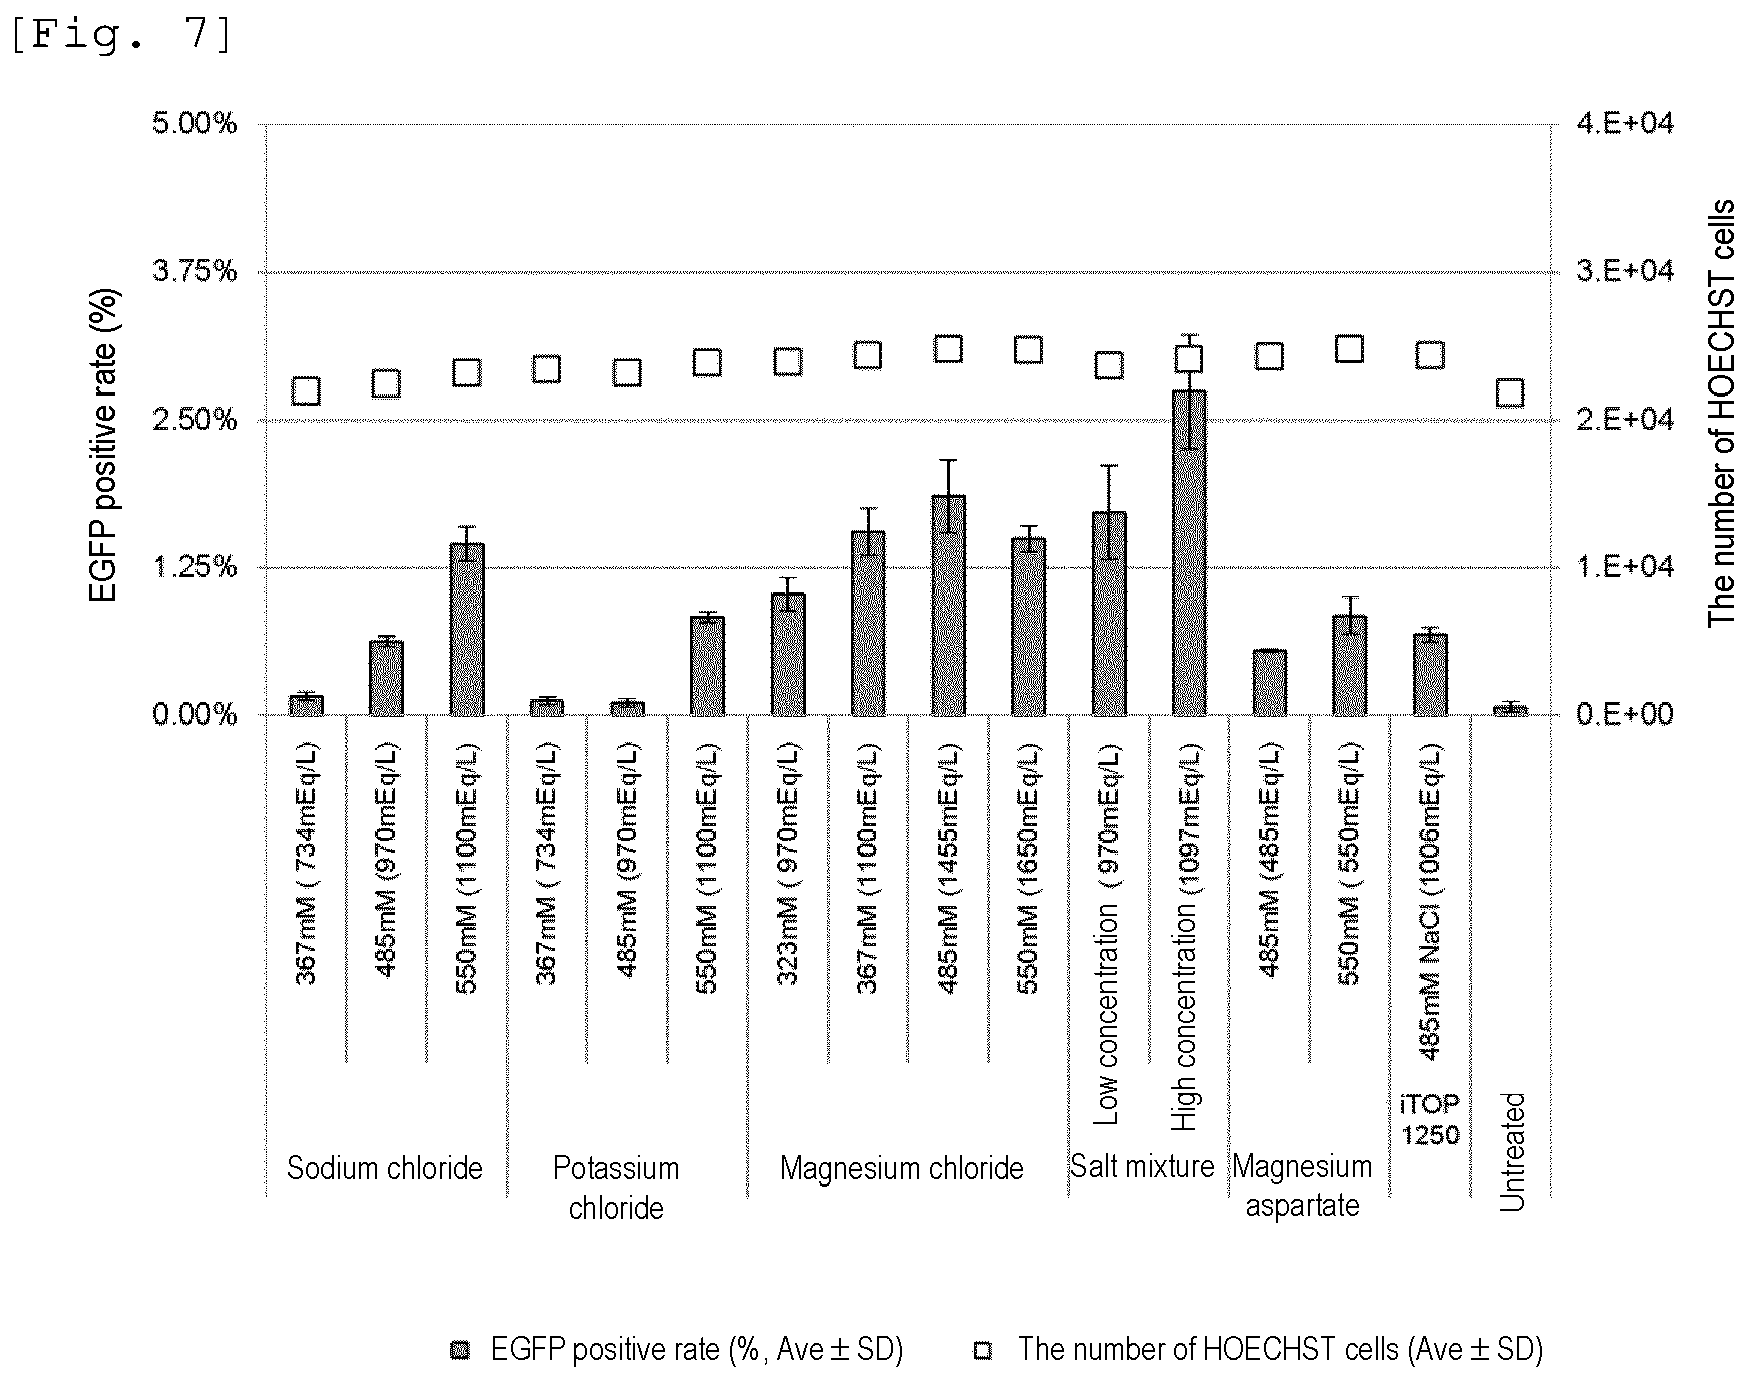 [Fig. 7]
5.00%
3.75%
2.50%
1.25%
0.00%
EGFP positive rate (%)
4.E+04
3.E+04
2.E+04
1.E+04
0.E+00
The number of HOECHST cells
367mM ( 734mEq/L)
485mM (970mEq/L)
550mM (1100mEq/L)
367mM ( 734mEq/L)
485mM (970mEq/L)
550mM (1100mEq/L)
323mM ( 970mEq/L)
367mM (1100mEq/L)
485mM (1455mEq/L)
550mM (1650mEq/L)
Low concentration ( 970mEq/L)
High concentration (1097mEq/L)
485mM (485mEq/L)
550mM ( 550mEq/L)
485mM NaCl (1006mEq/L)
Sodium chloride
Potassium
chloride
Magnesium chloride
Salt mixture
Magnesium
aspartate
iTOP
1250
Untreated
EGFP positive rate (%, Ave ± SD)
The number of HOECHST cells (Ave ± SD)